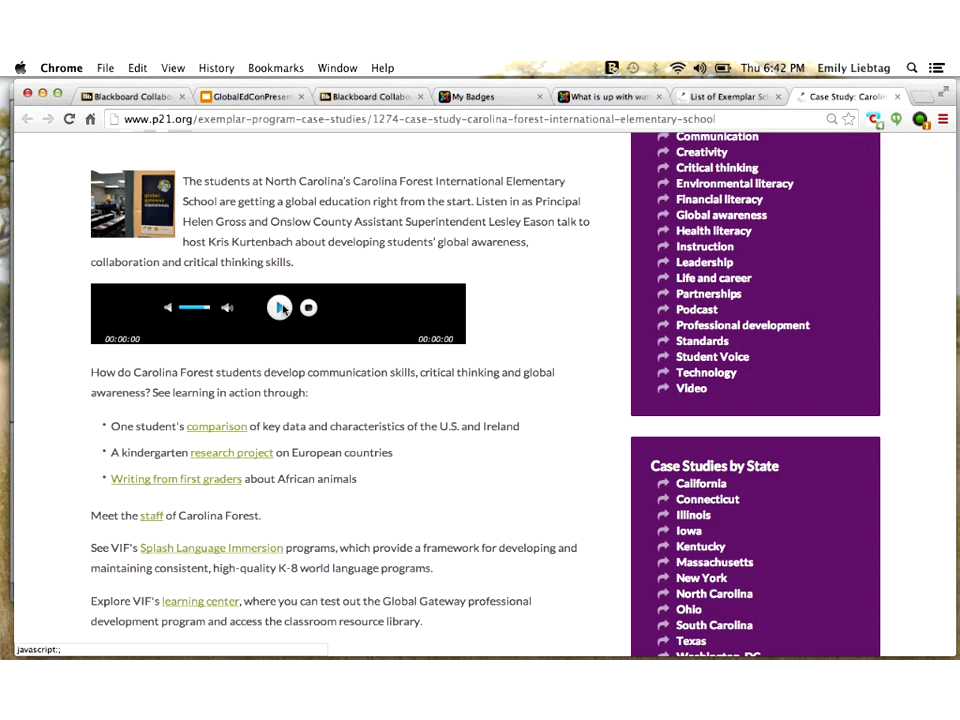 Chrome File Edit View History Bookmarks Window Help Thu 6:42 PM Emily Liebtag
Blackboard Collabo GlobalEdConPresen Blackboard Collabo My Badges What is up with wat List of Exemplar Sc Case Study: Carolin
www.p21.org/exemplar-program-case-studies/1274-case-study-carolina-forest-international-elementary-school
The students at North Carolina's Carolina Forest International Elementary
School are getting a global education right from the start. Listen in as Principal
Helen Gross and Onslow County Assistant Superintendent Lesley Eason talk to
host Kris Kurtenbach about developing students' global awareness,
collaboration and critical thinking skills.
global
gateway
00:00:00 00:00:00
How do Carolina Forest students develop communication skills, critical thinking and global
awareness? See learning in action through:
• One student's comparison of key data and characteristics of the U.S. and Ireland
• A kindergarten research project on European countries
• Writing from first graders about African animals
Meet the staff of Carolina Forest.
See VIF's Splash Language Immersion programs, which provide a framework for developing and
maintaining consistent, high-quality K-8 world language programs.
Explore VIF's learning center, where you can test out the Global Gateway professional
development program and access the classroom resource library.
javascript:;
Communication
Creativity
Critical thinking
Environmental literacy
Financial literacy
Global awareness
Health literacy
Instruction
Leadership
Life and career
Partnerships
Podcast
Professional development
Standards
Student Voice
Technology
Video
Case Studies by State
California
Connecticut
Illinois
Iowa
Kentucky
Massachusetts
New York
North Carolina
Ohio
South Carolina
Texas
Washington, DC